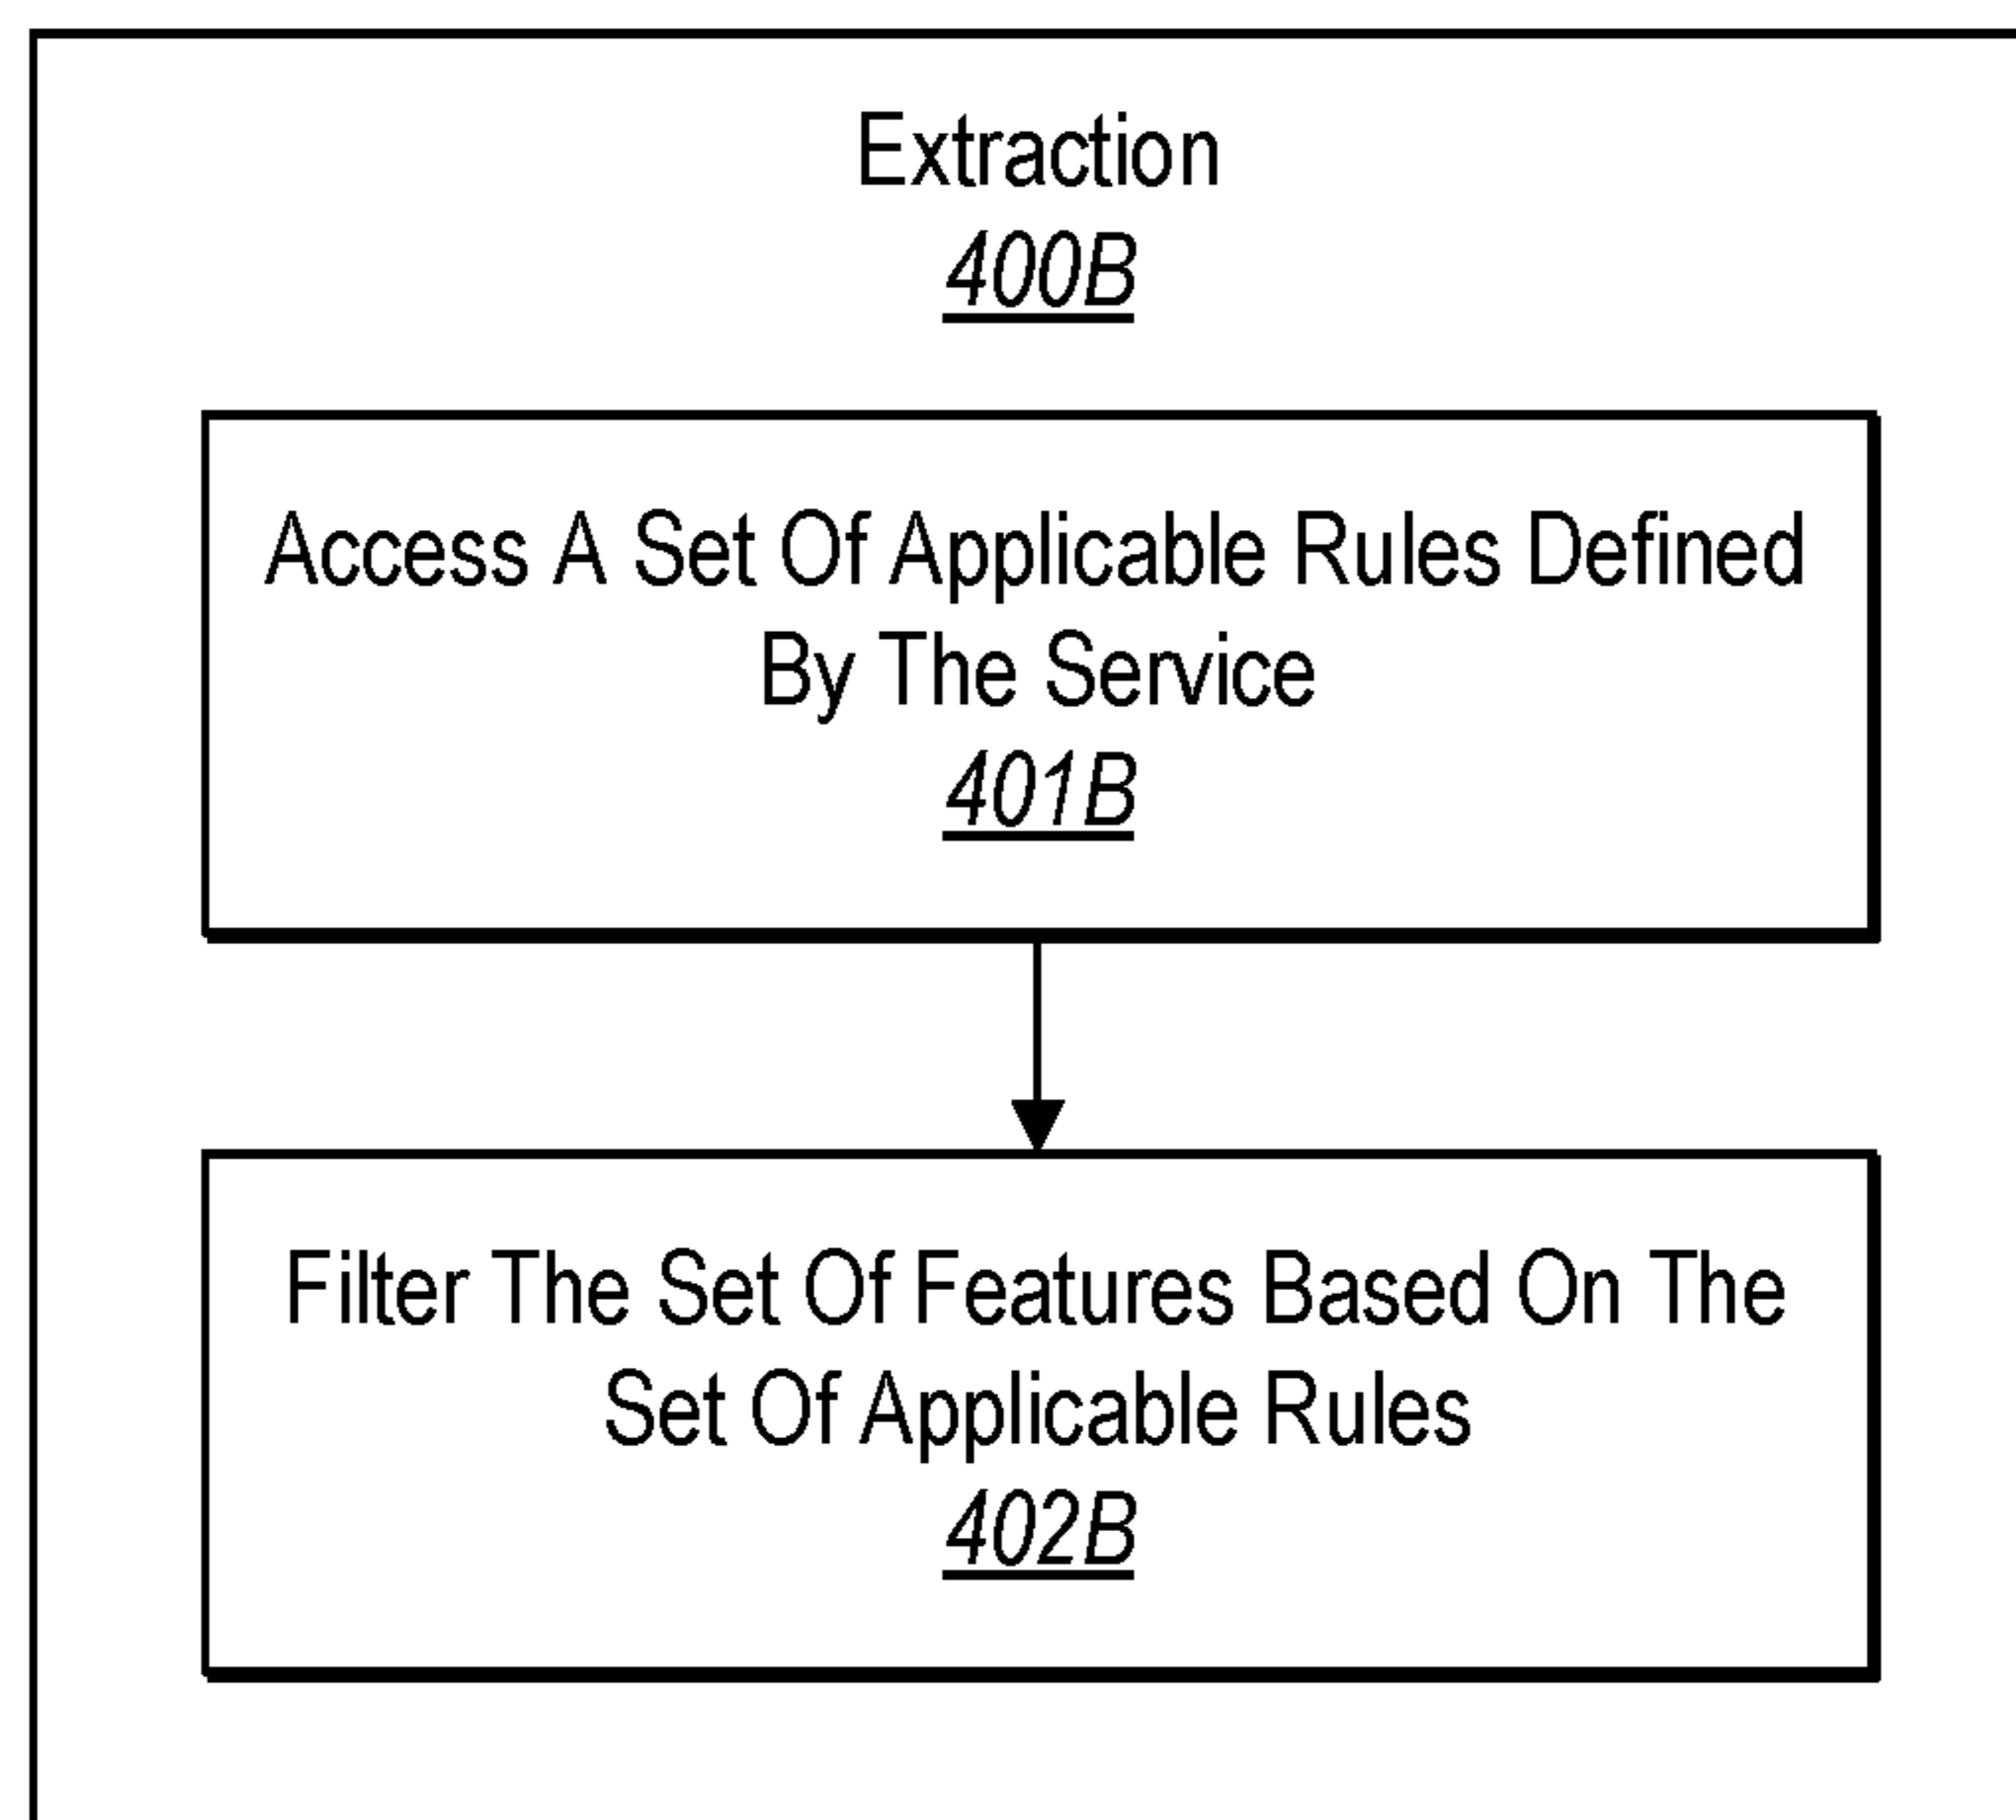 Extraction
400B
Access A Set Of Applicable Rules Defined
By The Service
401B
Filter The Set Of Features Based On The
Set Of Applicable Rules
402B